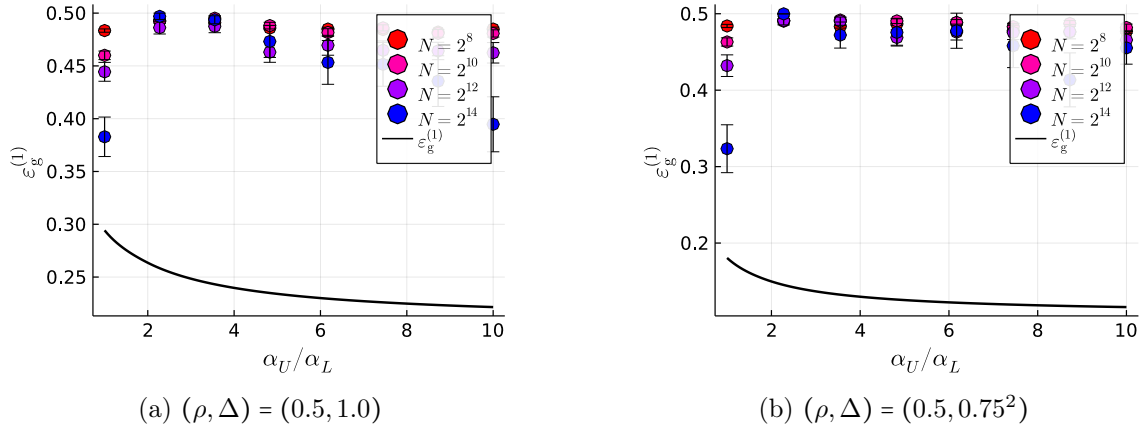 0.50
0.45
0.40
0.35
0.30
0.25
2 4 6 8 10
α_U/α_L
ε_g^(1)
N = 2^8
N = 2^10
N = 2^12
N = 2^14
ε_g^(1)
(a) (ρ, Δ) = (0.5, 1.0)
0.5
0.4
0.3
0.2
2 4 6 8 10
α_U/α_L
ε_g^(1)
N = 2^8
N = 2^10
N = 2^12
N = 2^14
ε_g^(1)
(b) (ρ, Δ) = (0.5, 0.75²)